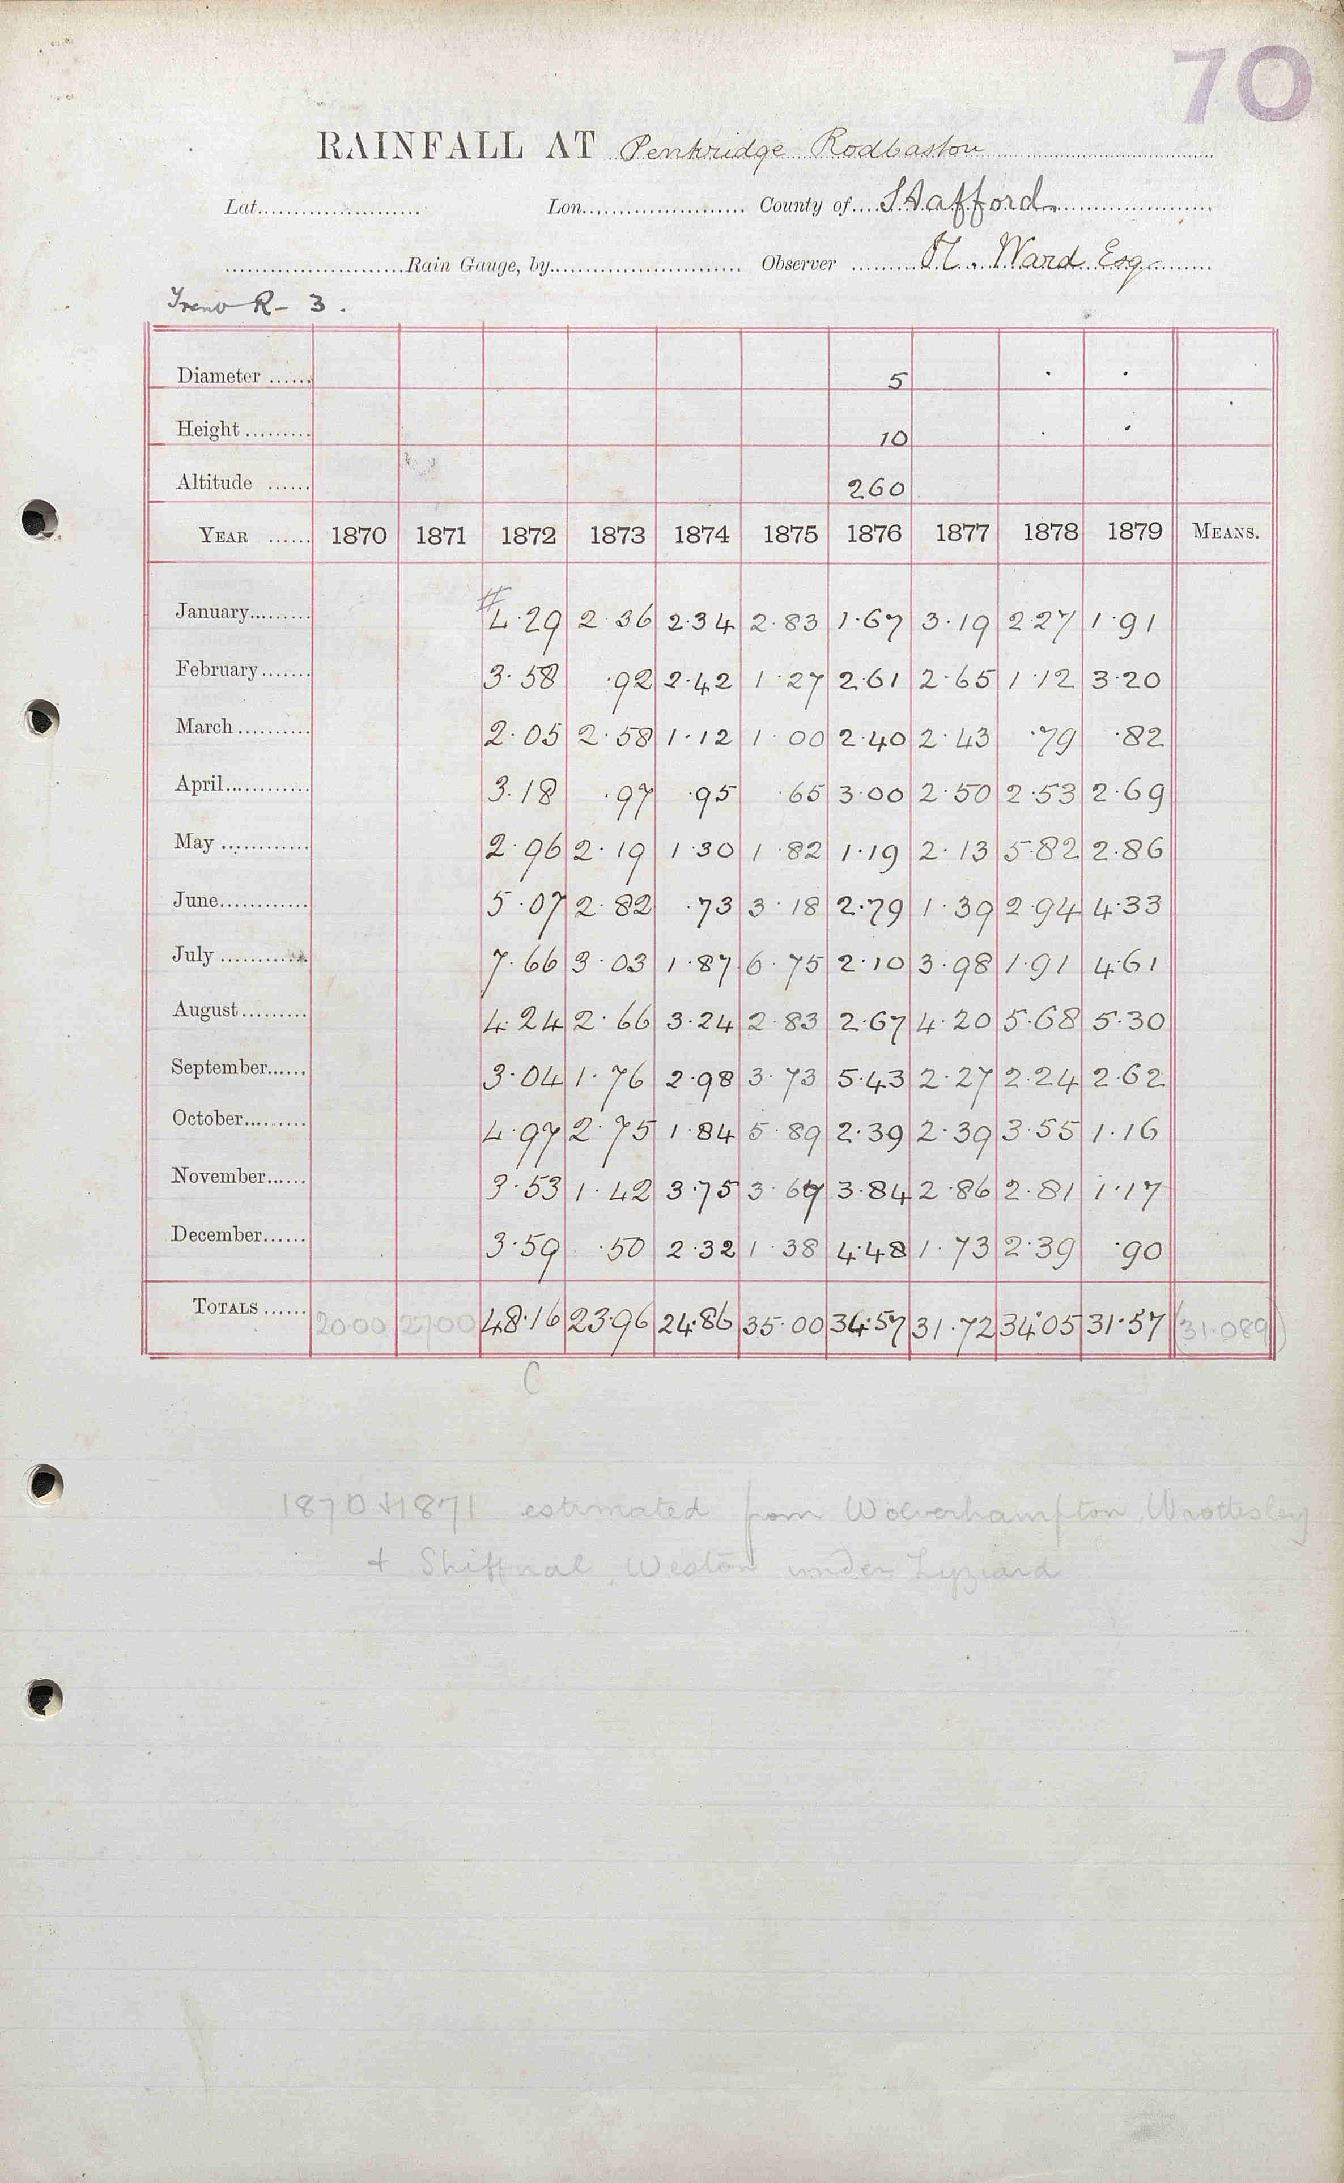 70
RAINFALL AT Penkridge Rodbaston
Lat. Lon. County of Stafford.
Rain Gauge, by Observer H. Ward Esq
Trent R- 3.
Diameter 5
Height 10
Altitude 260
YEAR 1870 1871 1872 1873 1874 1875 1876 1877 1878 1879 MEANS.
January # 4.29 2.36 2.34 2.83 1.67 3.19 2.27 1.91
February 3.58 .92 2.42 1.27 2.61 2.65 1.12 3.20
March 2.05 2.58 1.12 1.00 2.40 2.43 .79 .82
April 3.18 .97 .95 .65 3.00 2.50 2.53 2.69
May 2.96 2.19 1.30 1.82 1.19 2.13 5.82 2.86
June 5.07 2.82 .73 3.18 2.79 1.39 2.94 4.33
July 7.66 3.03 1.87 6.75 2.10 3.98 1.91 4.61
August 4.24 2.66 3.24 2.83 2.67 4.20 5.68 5.30
September 3.04 1.76 2.98 3.73 5.43 2.27 2.24 2.62
October 4.97 2.75 1.84 5.89 2.39 2.39 3.55 1.16
November 3.53 1.42 3.75 3.67 3.84 2.86 2.81 1.17
December 3.59 .50 2.32 1.38 4.48 1.73 2.39 .90
TOTALS 20.00 27.00 48.16 23.96 24.86 35.00 34.57 31.72 34.05 31.57 (31.089)
C
1870 & 1871 estimated from Wolverhampton, Wrottesley
+ Shiffnal, Weston under Lyziard